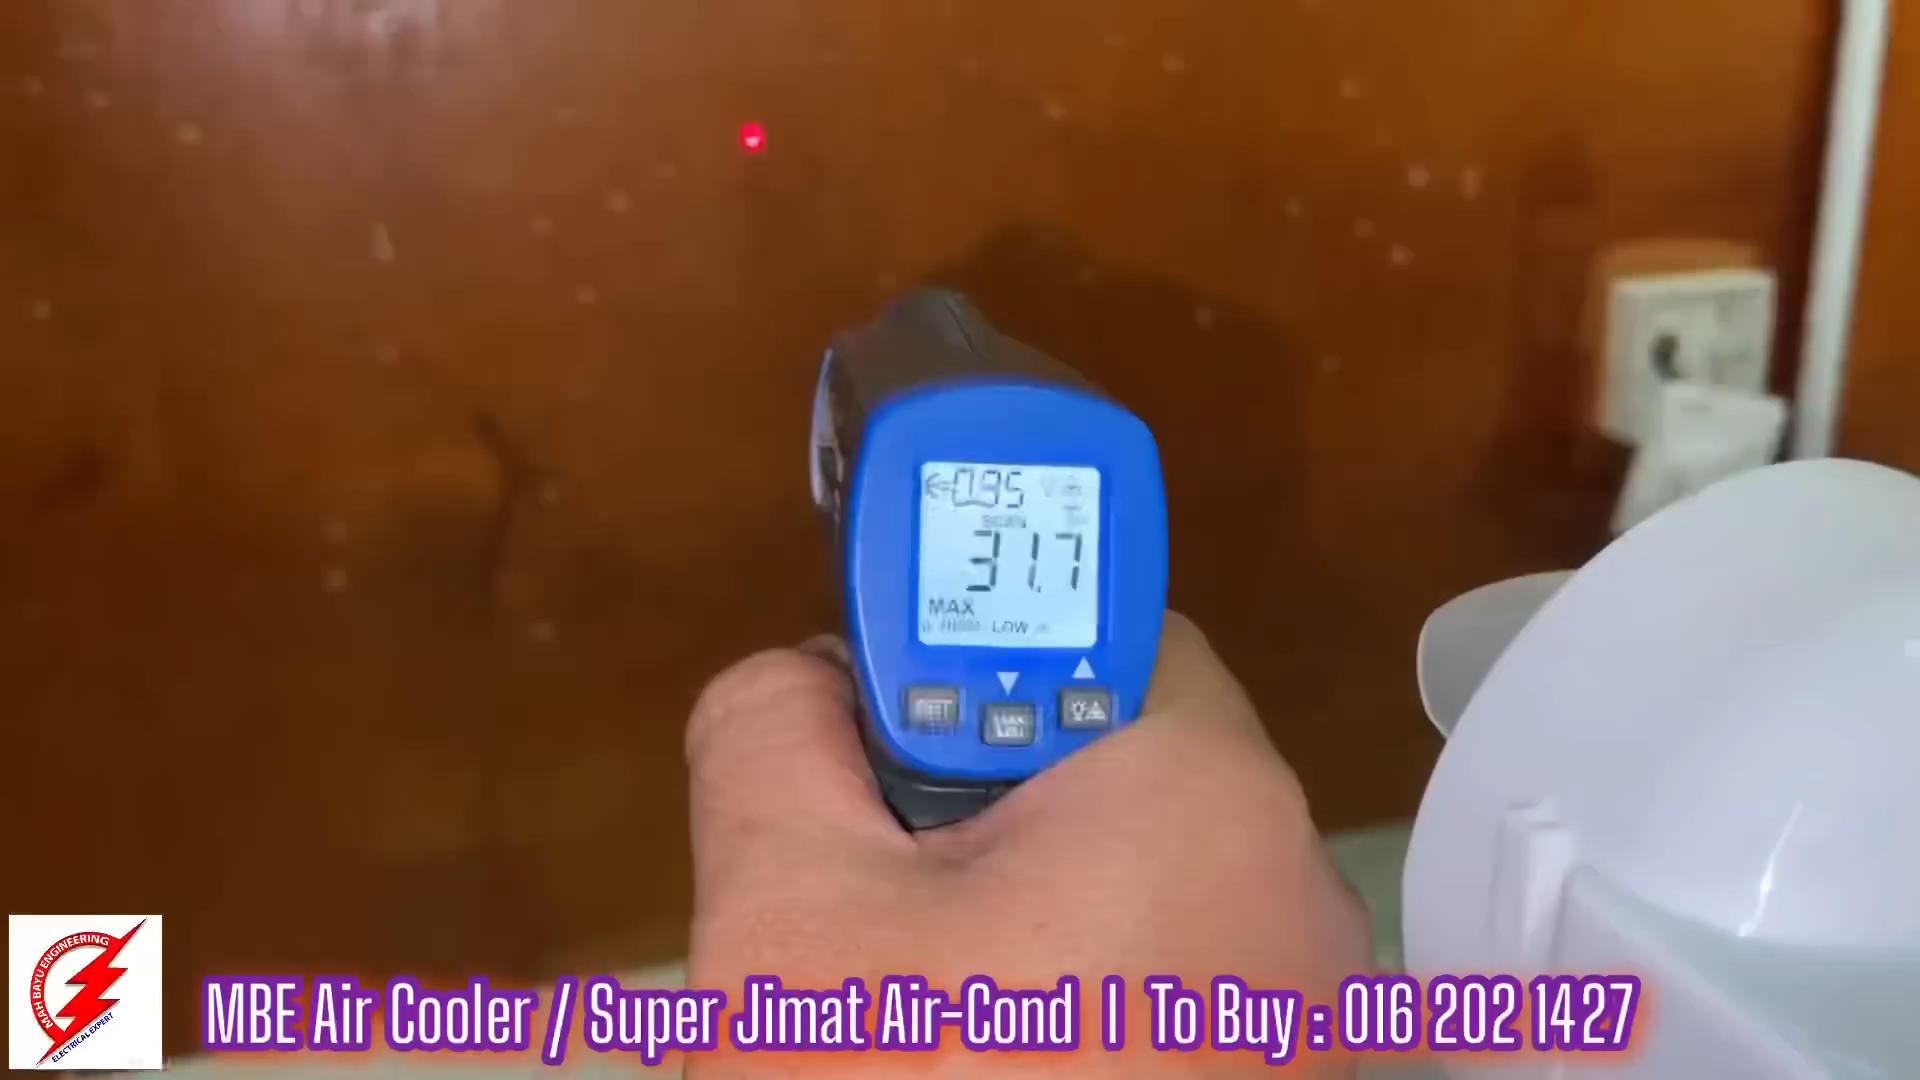 0.95
SCAN
31.7
MAX
LOW
MAH BAYU ENGINEERING
ELECTRICAL EXPERT
MBE Air Cooler / Super Jimat Air-Cond | To Buy : 016 202 1427